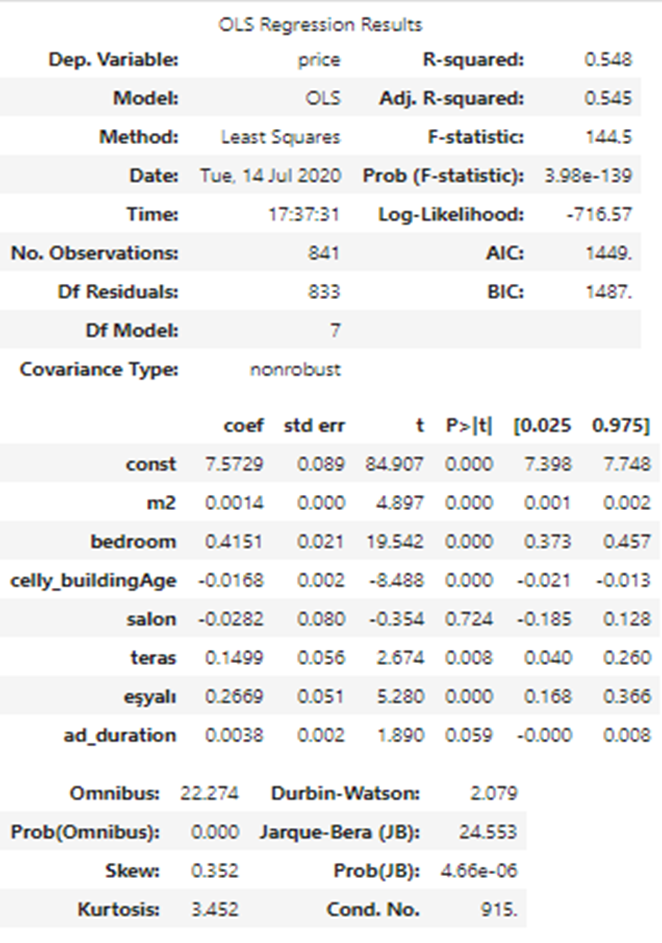 OLS Regression Results
Dep. Variable: price R-squared: 0.548
Model: OLS Adj. R-squared: 0.545
Method: Least Squares F-statistic: 144.5
Date: Tue, 14 Jul 2020 Prob (F-statistic): 3.98e-139
Time: 17:37:31 Log-Likelihood: -716.57
No. Observations: 841 AIC: 1449.
Df Residuals: 833 BIC: 1487.
Df Model: 7
Covariance Type: nonrobust
coef std err t P>|t| [0.025 0.975]
const 7.5729 0.089 84.907 0.000 7.398 7.748
m2 0.0014 0.000 4.897 0.000 0.001 0.002
bedroom 0.4151 0.021 19.542 0.000 0.373 0.457
celly_buildingAge -0.0168 0.002 -8.488 0.000 -0.021 -0.013
salon -0.0282 0.080 -0.354 0.724 -0.185 0.128
teras 0.1499 0.056 2.674 0.008 0.040 0.260
eşyalı 0.2669 0.051 5.280 0.000 0.168 0.366
ad_duration 0.0038 0.002 1.890 0.059 -0.000 0.008
Omnibus: 22.274 Durbin-Watson: 2.079
Prob(Omnibus): 0.000 Jarque-Bera (JB): 24.553
Skew: 0.352 Prob(JB): 4.66e-06
Kurtosis: 3.452 Cond. No. 915.